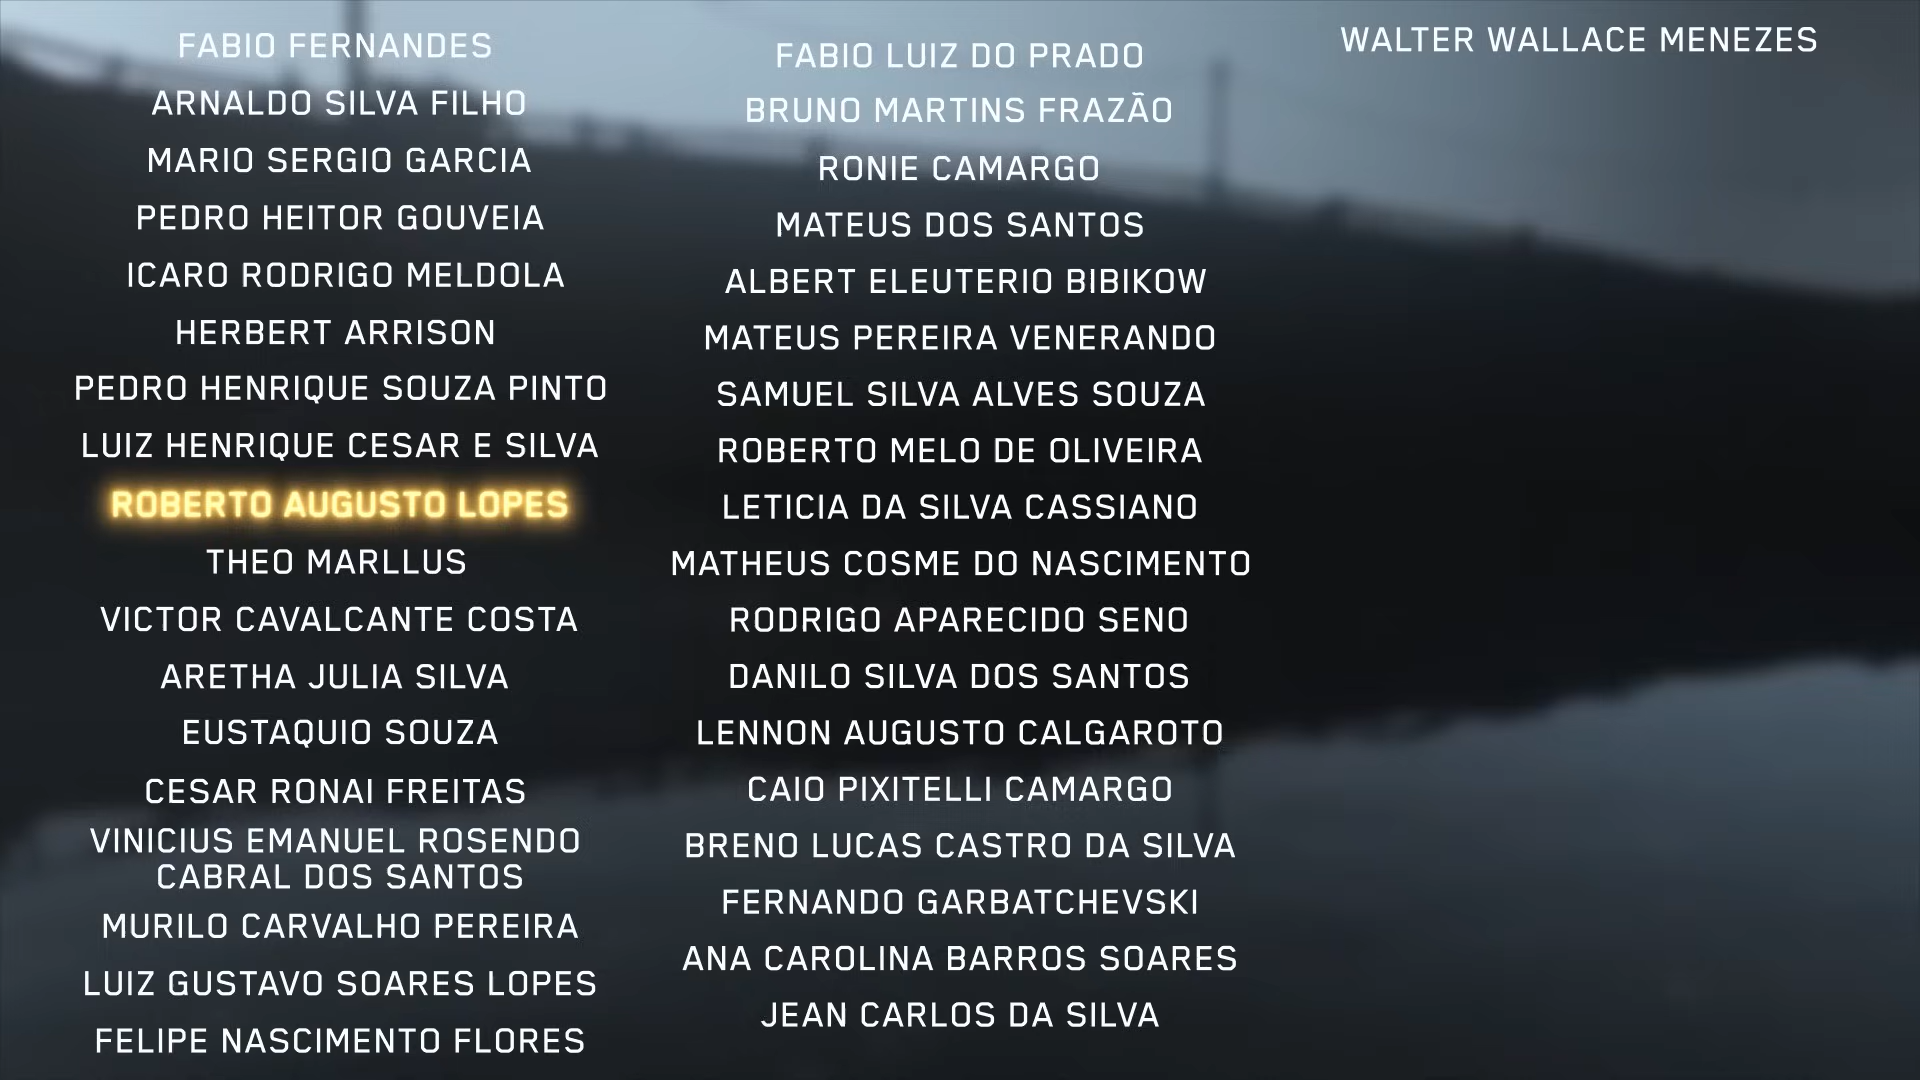 FABIO FERNANDES
ARNALDO SILVA FILHO
MARIO SERGIO GARCIA
PEDRO HEITOR GOUVEIA
ICARO RODRIGO MELDOLA
HERBERT ARRISON
PEDRO HENRIQUE SOUZA PINTO
LUIZ HENRIQUE CESAR E SILVA
ROBERTO AUGUSTO LOPES
THEO MARLLUS
VICTOR CAVALCANTE COSTA
ARETHA JULIA SILVA
EUSTAQUIO SOUZA
CESAR RONAI FREITAS
VINICIUS EMANUEL ROSENDO
CABRAL DOS SANTOS
MURILO CARVALHO PEREIRA
LUIZ GUSTAVO SOARES LOPES
FELIPE NASCIMENTO FLORES
FABIO LUIZ DO PRADO
BRUNO MARTINS FRAZÃO
RONIE CAMARGO
MATEUS DOS SANTOS
ALBERT ELEUTERIO BIBIKOW
MATEUS PEREIRA VENERANDO
SAMUEL SILVA ALVES SOUZA
ROBERTO MELO DE OLIVEIRA
LETICIA DA SILVA CASSIANO
MATHEUS COSME DO NASCIMENTO
RODRIGO APARECIDO SENO
DANILO SILVA DOS SANTOS
LENNON AUGUSTO CALGAROTO
CAIO PIXITELLI CAMARGO
BRENO LUCAS CASTRO DA SILVA
FERNANDO GARBATCHEVSKI
ANA CAROLINA BARROS SOARES
JEAN CARLOS DA SILVA
WALTER WALLACE MENEZES